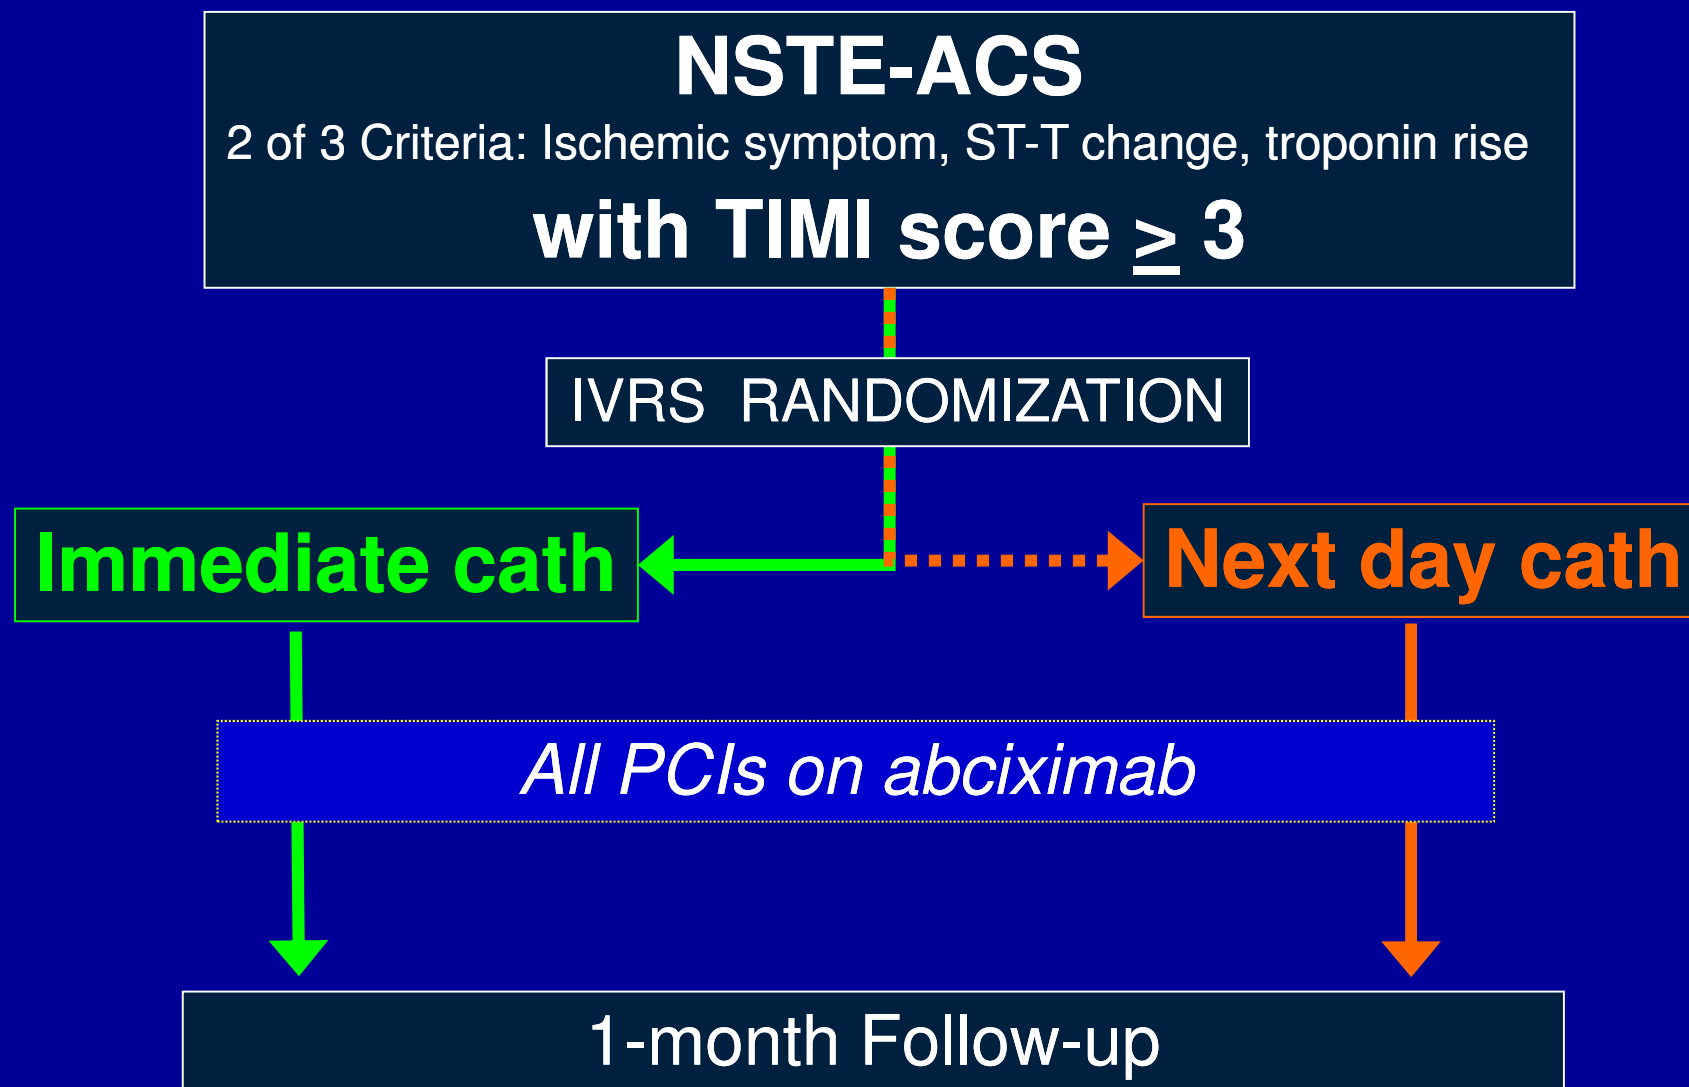 NSTE-ACS
2 of 3 Criteria: Ischemic symptom, ST-T change, troponin rise
with TIMI score ≥ 3
IVRS RANDOMIZATION
Immediate cath
Next day cath
All PCIs on abciximab
1-month Follow-up